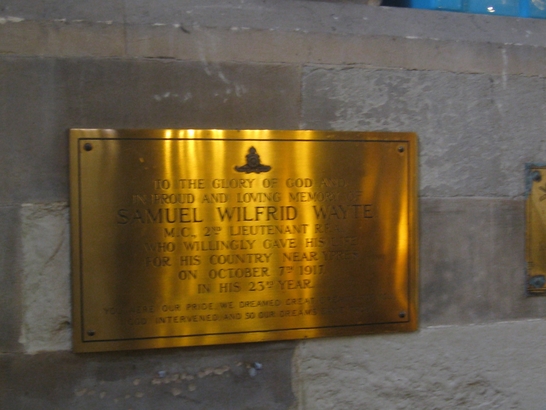 TO THE GLORY OF GOD AND
IN PROUD AND LOVING MEMORY
SAMUEL WILFRID WAYTE
M.C., 2ND LIEUTENANT
WHO WILLINGLY GAVE HIS
FOR HIS COUNTRY NEAR
ON OCTOBER 7TH 1917
IN HIS 23RD YEAR.
OUR PRIDE, WE DREAMED
GOD INTERVENED AND SO OUR DREAMS